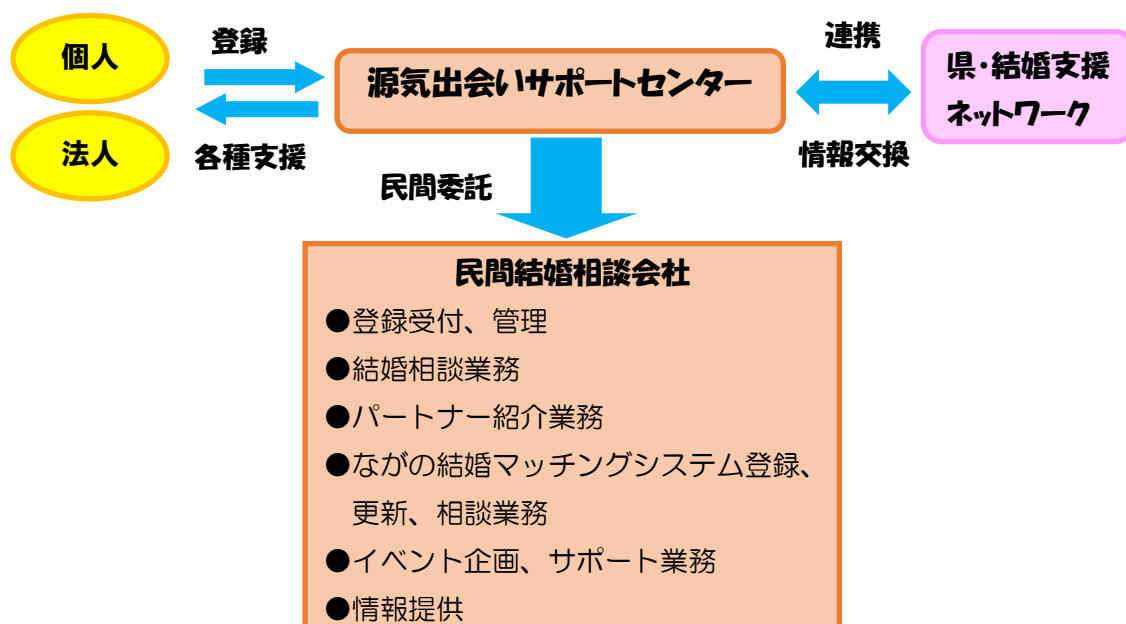 個人
法人
登録
各種支援
源気出会いサポートセンター
連携
情報交換
県・結婚支援
ネットワーク
民間委託
民間結婚相談会社
●登録受付、管理
●結婚相談業務
●パートナー紹介業務
●ながの結婚マッチングシステム登録、
更新、相談業務
●イベント企画、サポート業務
●情報提供